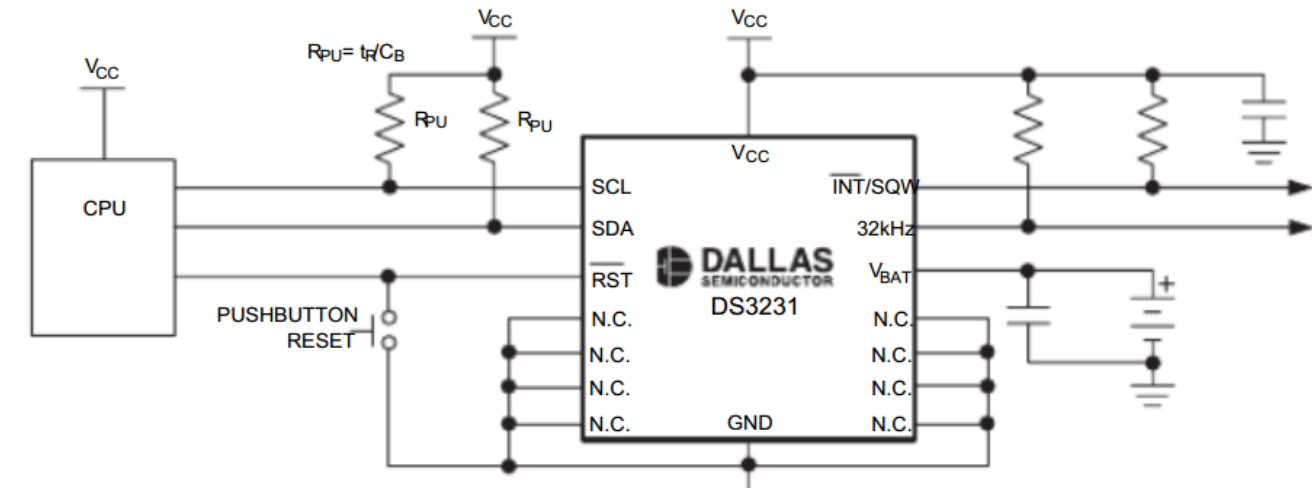 VCC
VCC
RPU= tR/CB
VCC
RPU
RPU
VCC
CPU
SCL
INT/SQW
SDA
32kHz
DALLAS
SEMICONDUCTOR
DS3231
RST
VBAT
+
PUSHBUTTON
RESET
N.C.
N.C.
N.C.
N.C.
N.C.
N.C.
N.C.
N.C.
GND